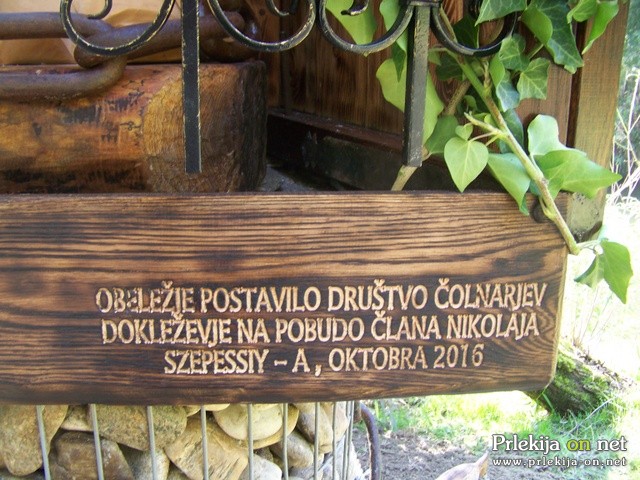 OBELEŽJE POSTAVILO DRUŠTVO ČOLNARJEV
DOKLEŽEVJE NA POBUDO ČLANA NIKOLAJA
SZEPESSIY - A, OKTOBRA 2016
Prlekija on net
www.prlekija-on.net